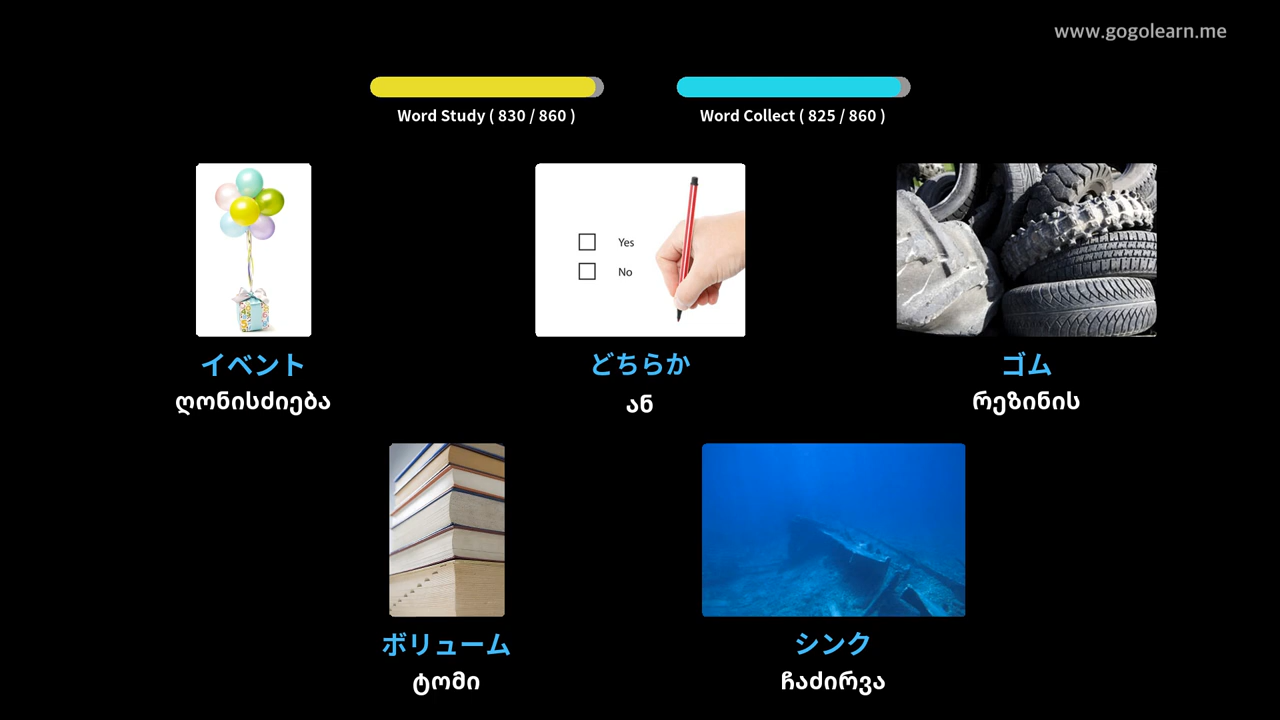 www.gogolearn.me
Word Study ( 830 / 860 )
Word Collect ( 825 / 860 )
Yes
No
イベント
どちらか
ゴム
ღონისძიება
ან
რეზინის
ボリューム
シンク
ტომი
ჩაძირვა